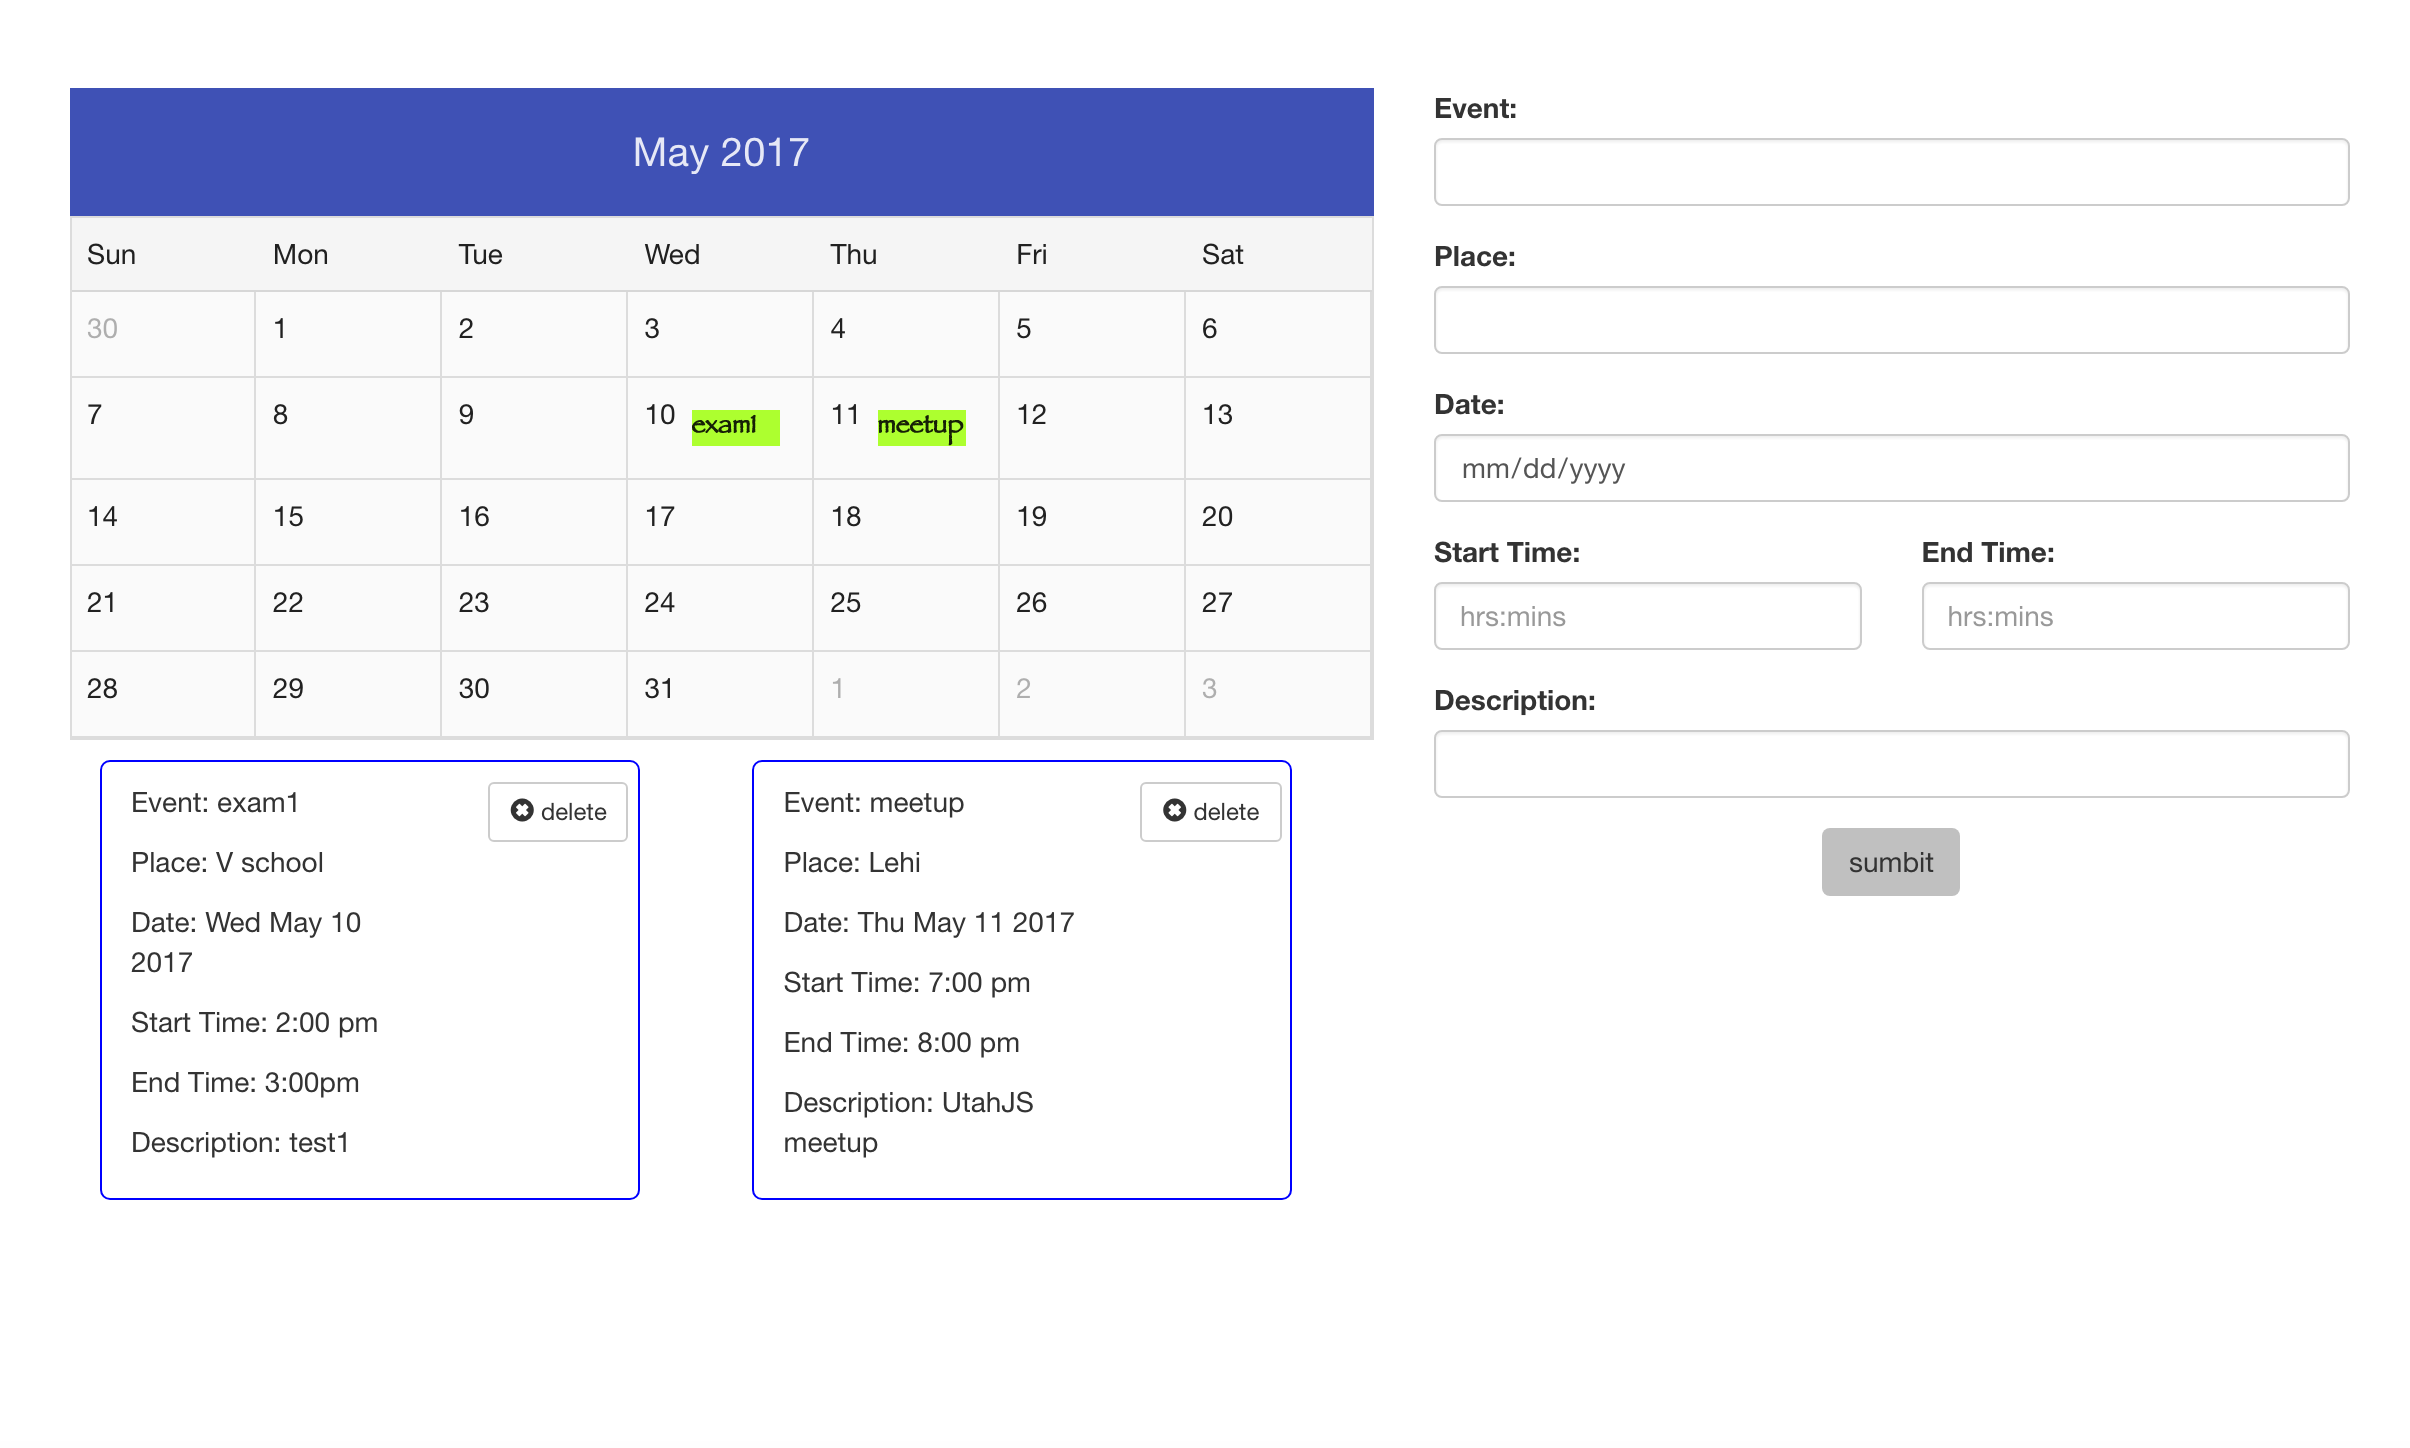 May 2017
Sun Mon Tue Wed Thu Fri Sat
30 1 2 3 4 5 6
7 8 9 10 exam1 11 meetup 12 13
14 15 16 17 18 19 20
21 22 23 24 25 26 27
28 29 30 31 1 2 3
Event: exam1
delete
Place: V school
Date: Wed May 10
2017
Start Time: 2:00 pm
End Time: 3:00pm
Description: test1
Event: meetup
delete
Place: Lehi
Date: Thu May 11 2017
Start Time: 7:00 pm
End Time: 8:00 pm
Description: UtahJS
meetup
Event:
Place:
Date:
mm/dd/yyyy
Start Time: End Time:
hrs:mins hrs:mins
Description:
sumbit